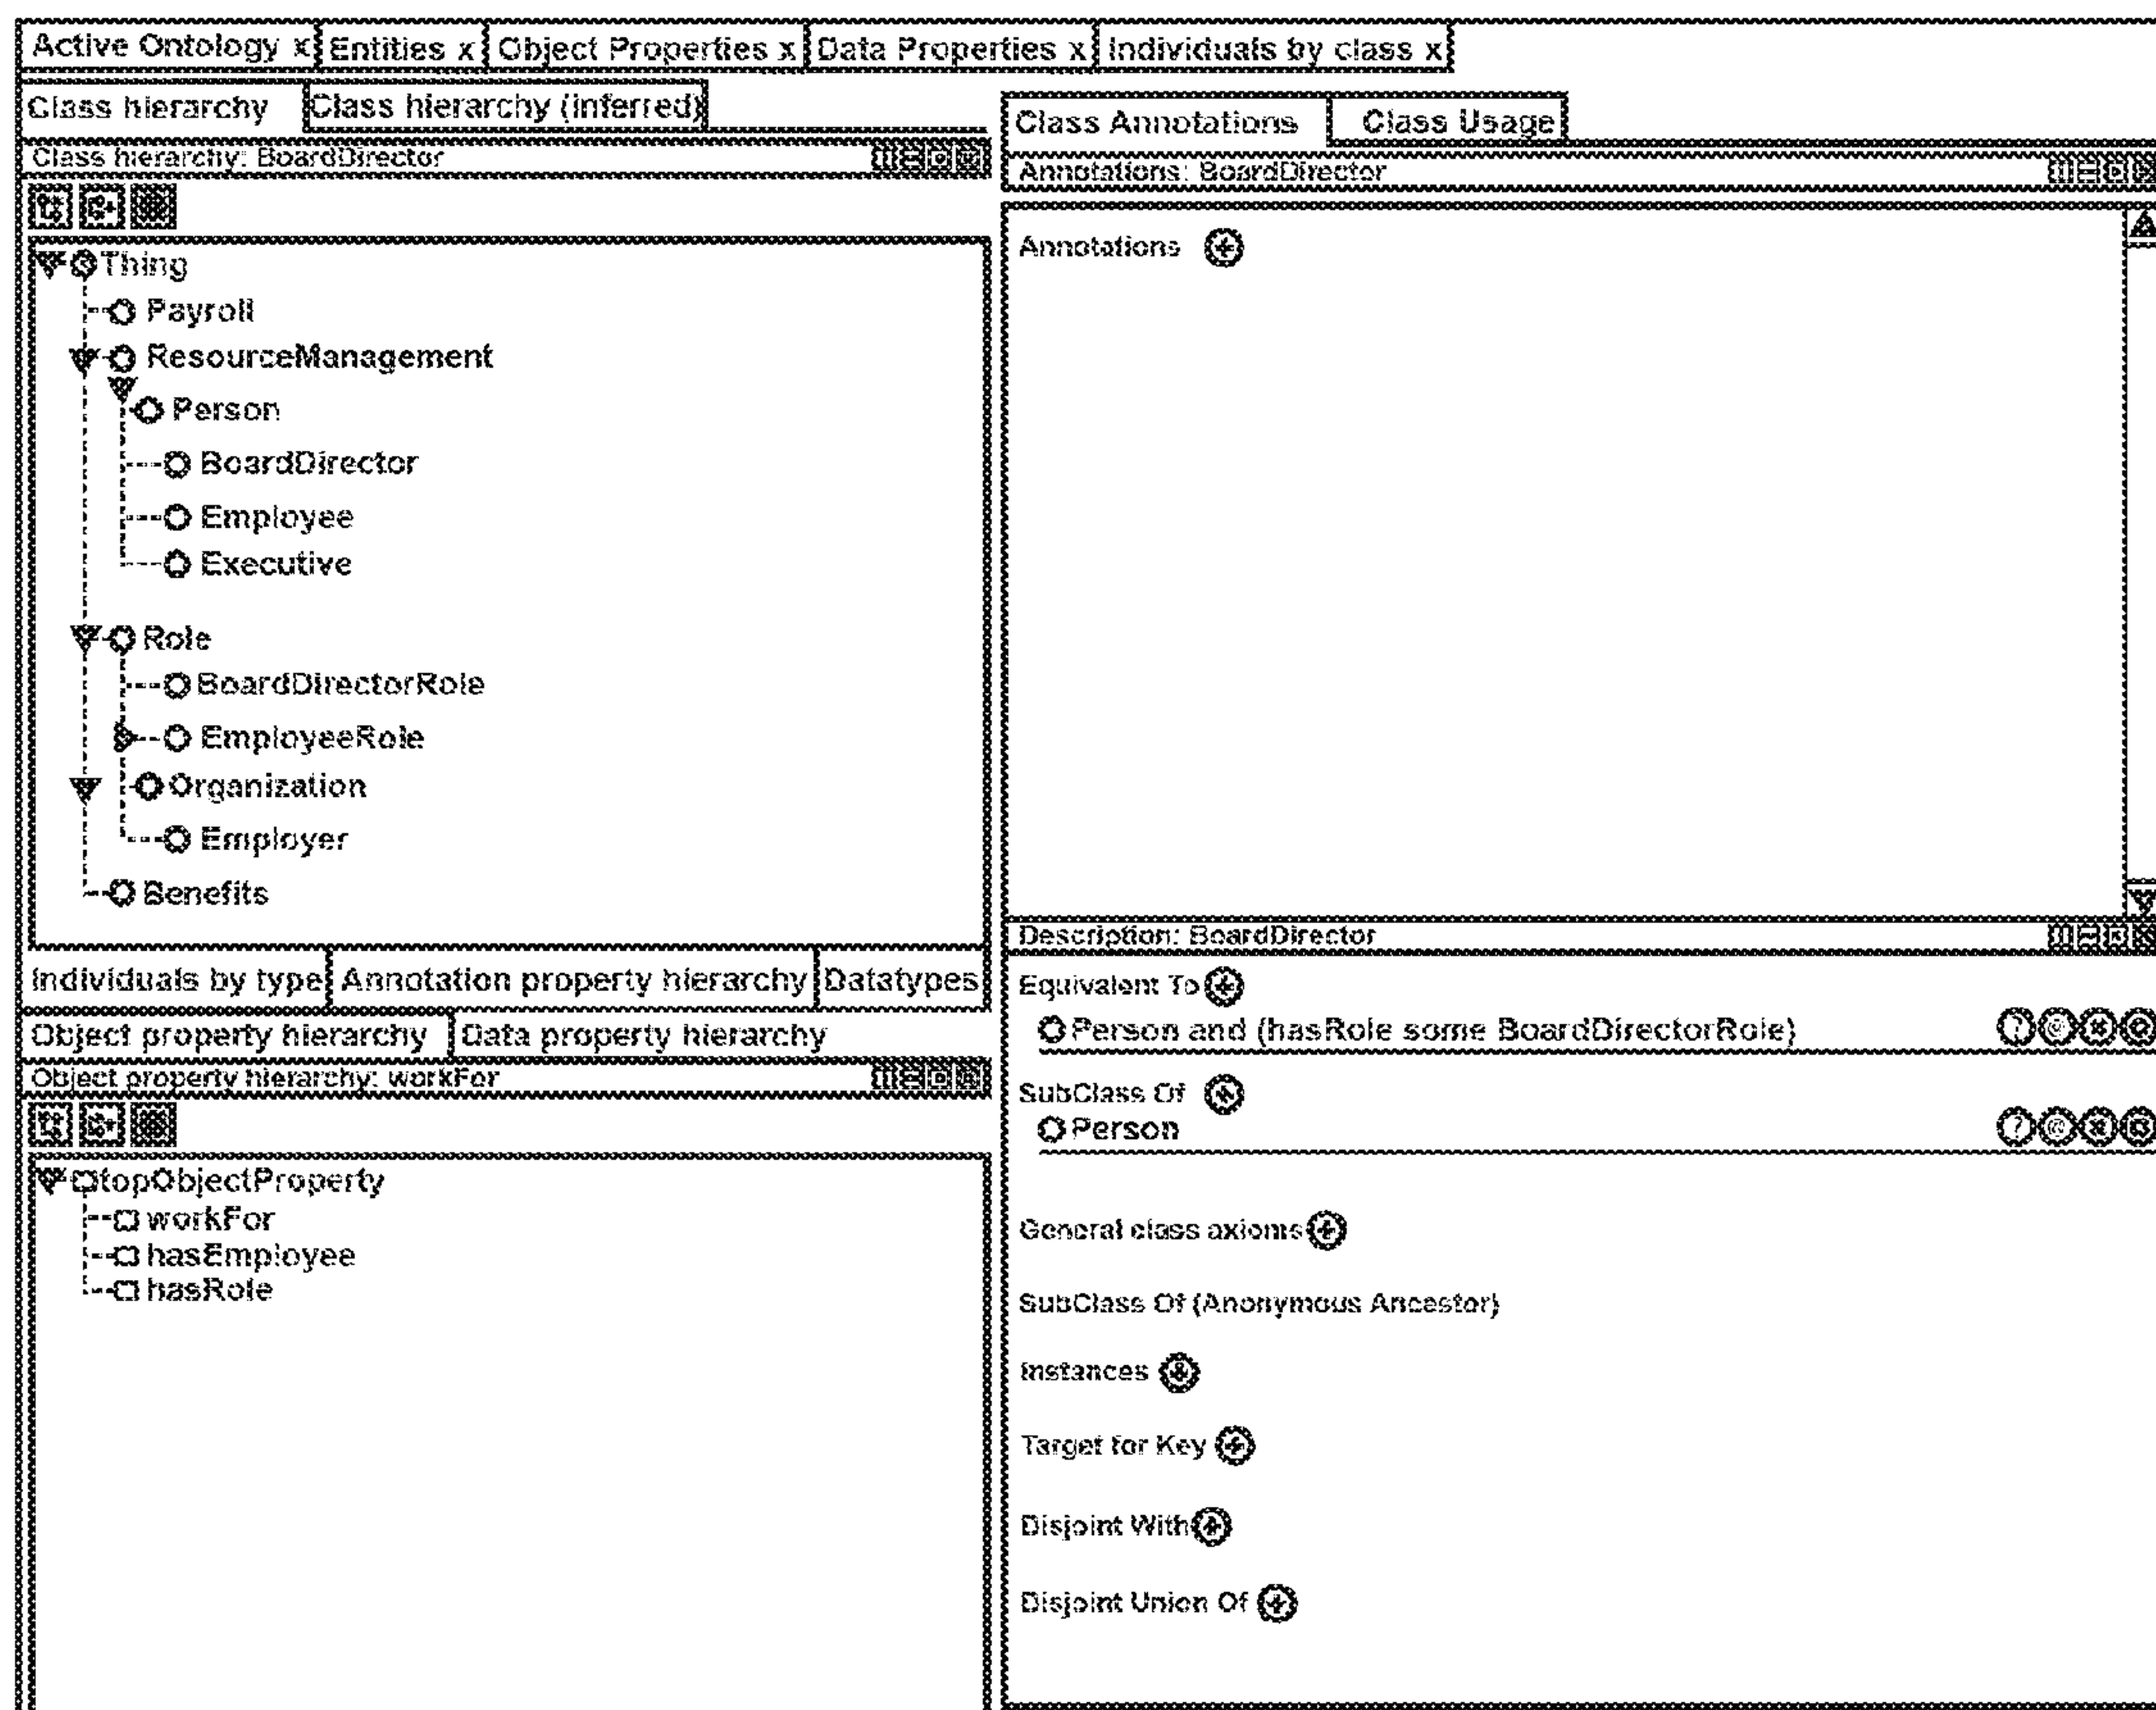 Active Ontology x Entities x Object Properties x Data Properties x Individuals by class x
Class hierarchy Class hierarchy (inferred)
Class hierarchy: BoardDirector
Thing
Payroll
ResourceManagement
Person
BoardDirector
Employee
Executive
Role
BoardDirectorRole
EmployeeRole
Organization
Employer
Benefits
Individuals by type Annotation property hierarchy Datatypes
Object property hierarchy Data property hierarchy
Object property hierarchy: workFor
topObjectProperty
workFor
hasEmployee
hasRole
Class Annotations Class Usage
Annotations: BoardDirector
Annotations +
Description: BoardDirector
Equivalent To +
Person and (hasRole some BoardDirectorRole)
? @ x o
SubClass Of +
Person
? @ x o
General class axioms +
SubClass Of (Anonymous Ancestor)
Instances +
Target for Key +
Disjoint With +
Disjoint Union Of +